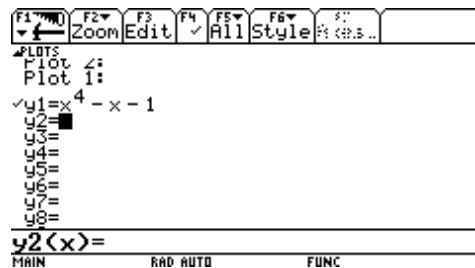 F1 F2 Zoom F3 Edit F4 ✓ F5 All F6 Style
PLOTS
Plot 2:
Plot 1:
✓y1=x⁴ - x - 1
y2=
y3=
y4=
y5=
y6=
y7=
y8=
y2(x)=
MAIN RAD AUTO FUNC